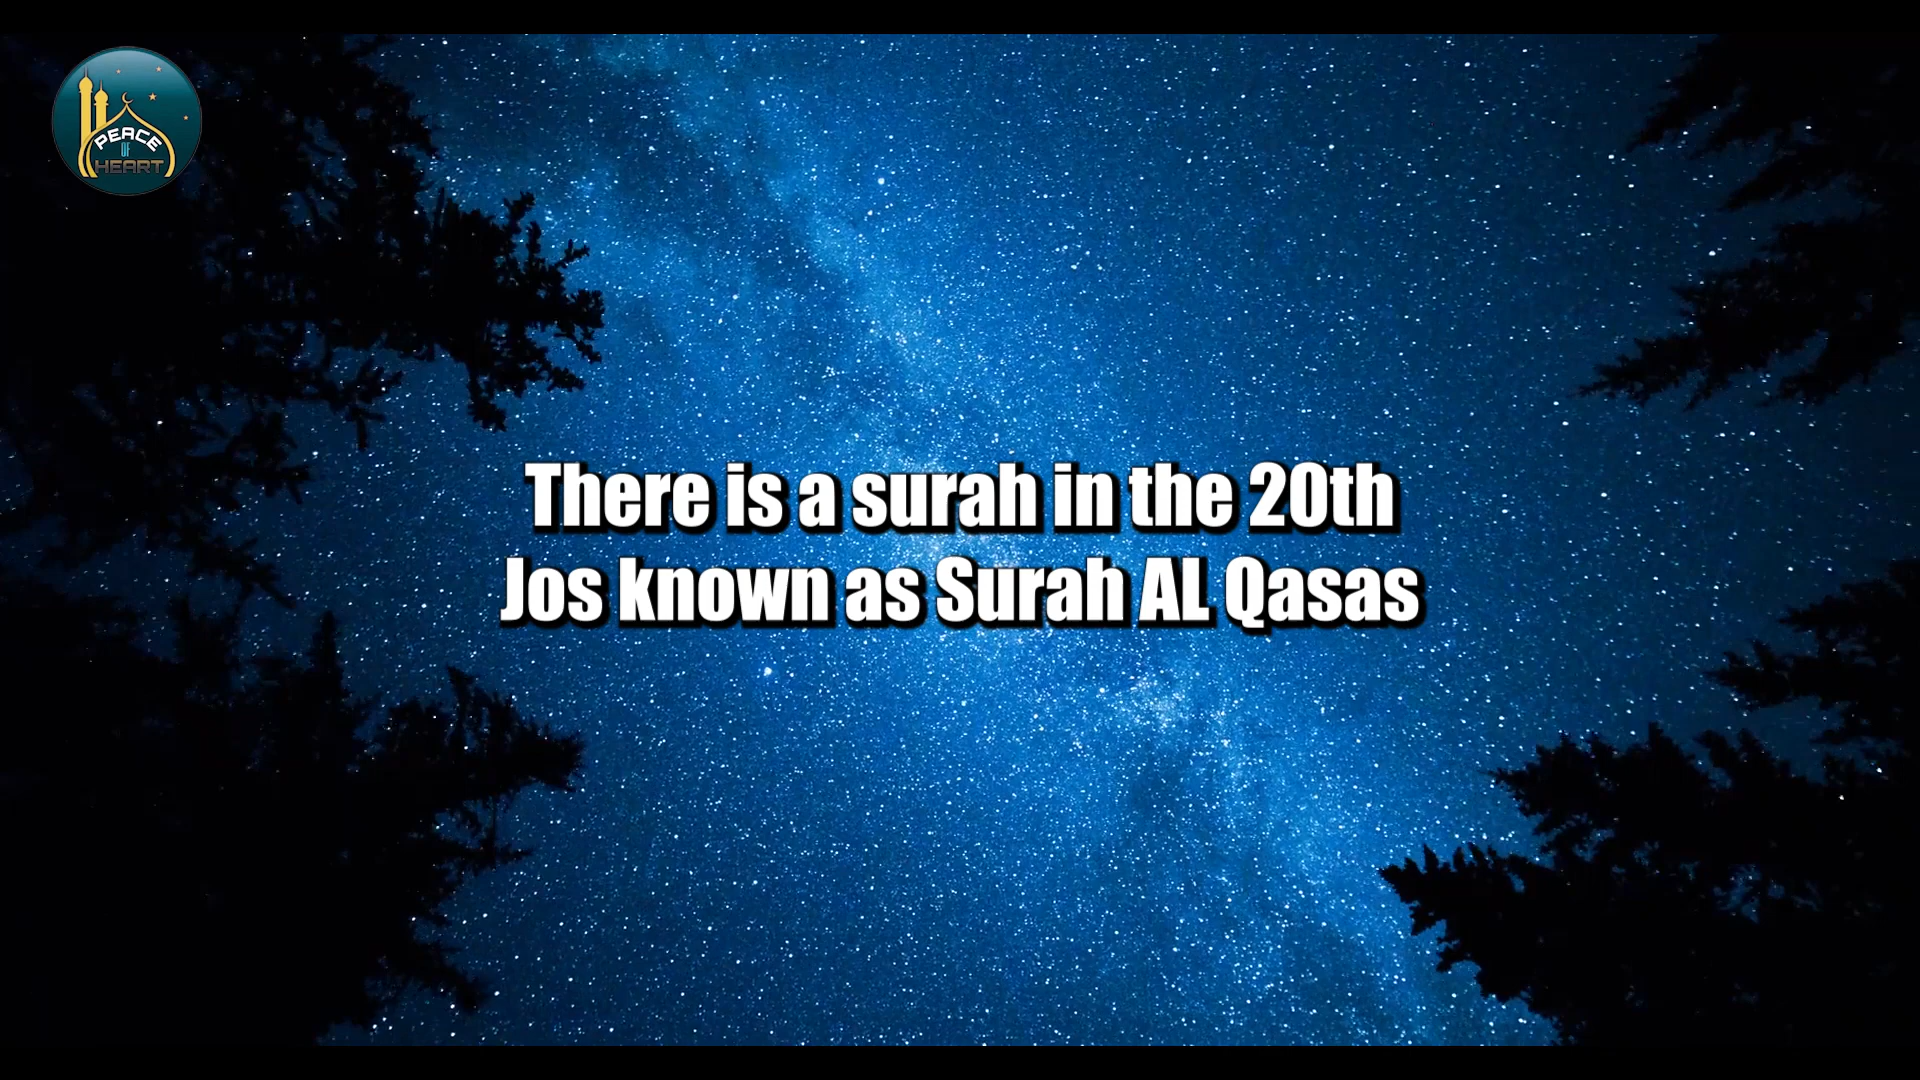 PEACE
OF
HEART
There is a surah in the 20th
Jos known as Surah AL Qasas